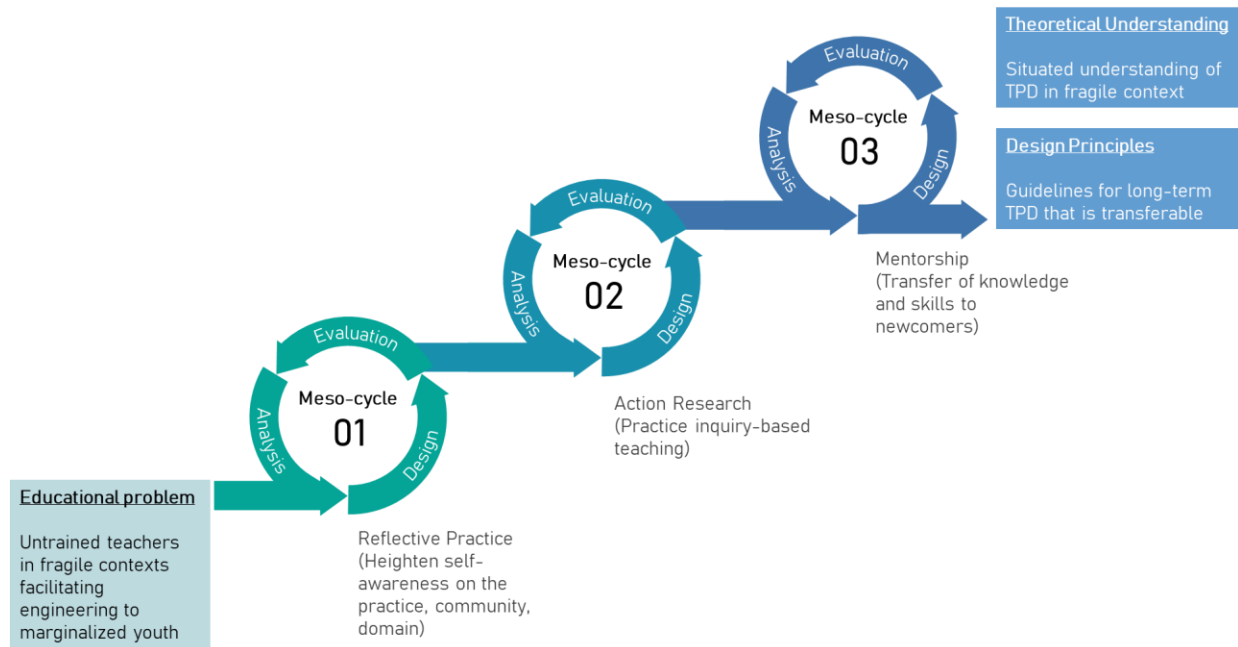 Educational problem
Untrained teachers
in fragile contexts
facilitating
engineering to
marginalized youth
Evaluation
Analysis
Design
Meso-cycle
01
Reflective Practice
(Heighten self-
awareness on the
practice, community,
domain)
Evaluation
Analysis
Design
Meso-cycle
02
Action Research
(Practice inquiry-based
teaching)
Evaluation
Analysis
Design
Meso-cycle
03
Mentorship
(Transfer of knowledge
and skills to
newcomers)
Theoretical Understanding
Situated understanding of
TPD in fragile context
Design Principles
Guidelines for long-term
TPD that is transferable